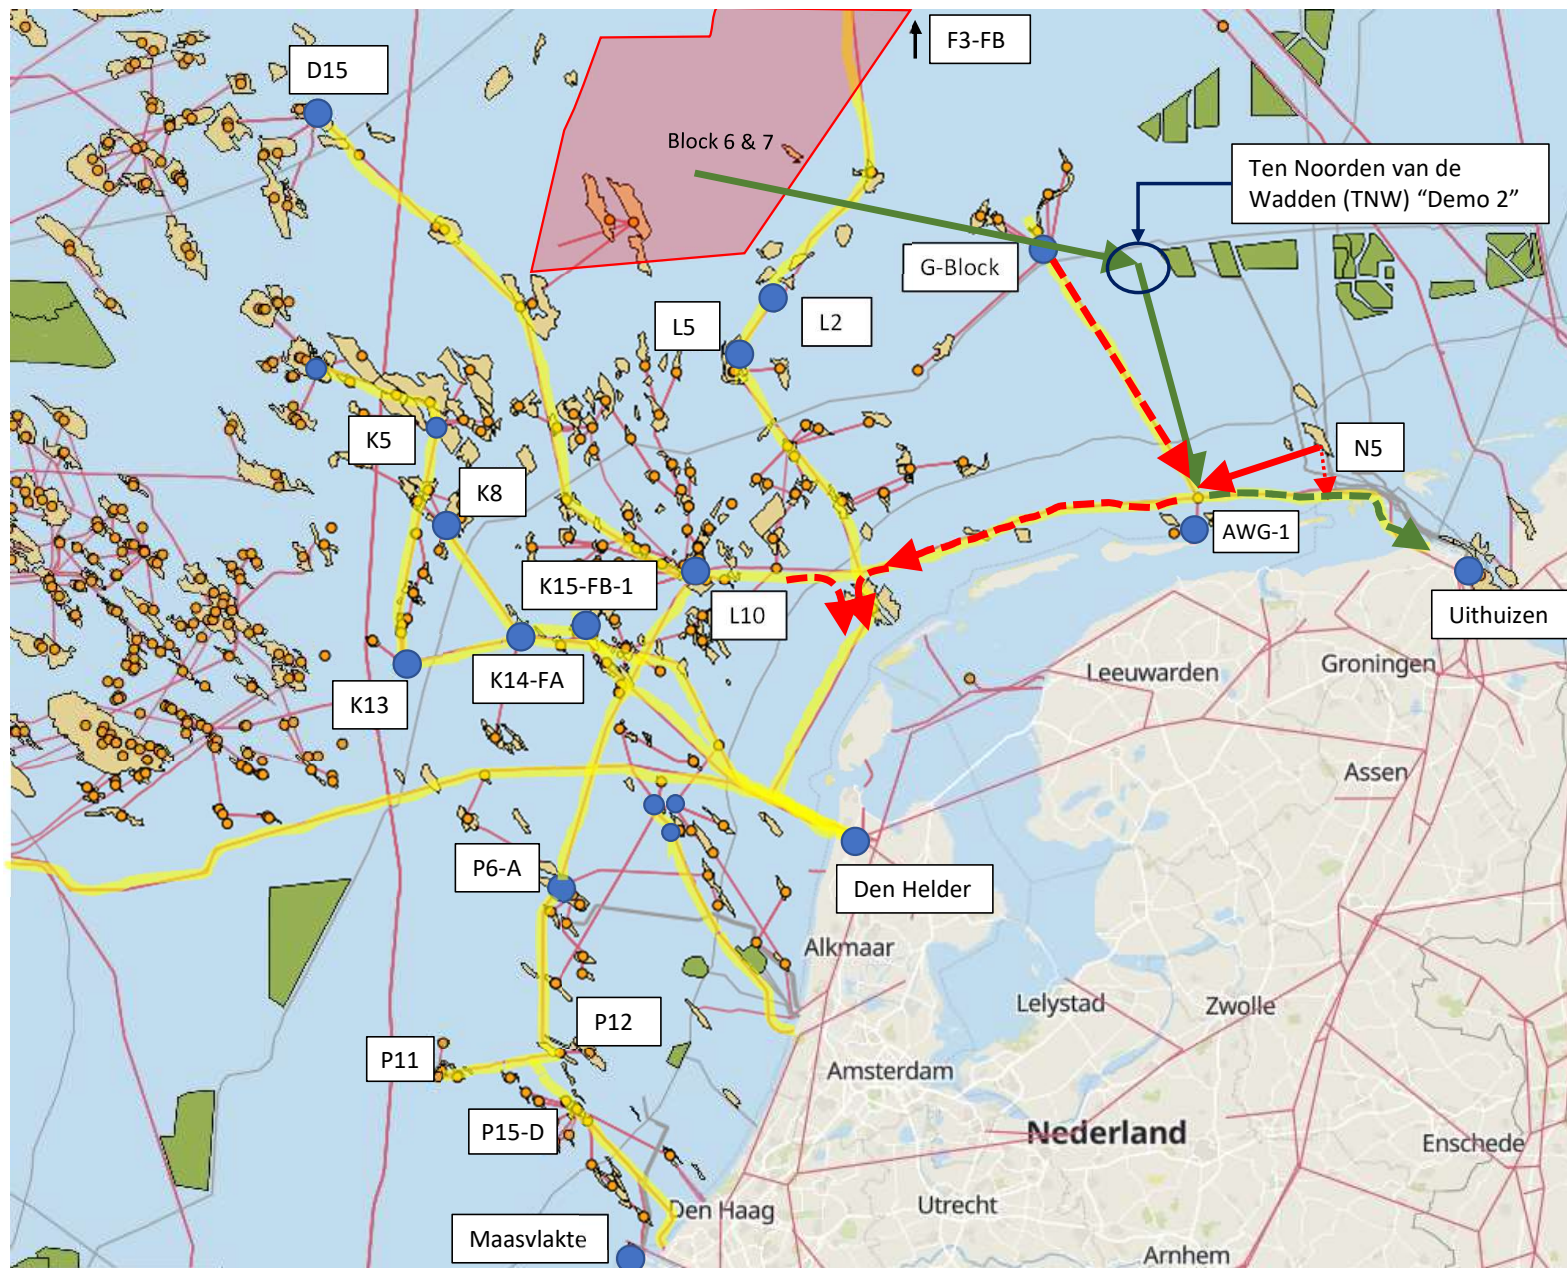 F3-FB
D15
Block 6 & 7
Ten Noorden van de
Wadden (TNW) “Demo 2”
G-Block
L5
L2
K5
N5
K8
AWG-1
K15-FB-1
L10
Uithuizen
K14-FA
K13
Leeuwarden
Groningen
Assen
P6-A
Den Helder
Alkmaar
Lelystad
Zwolle
P12
P11
Amsterdam
P15-D
Nederland
Enschede
Den Haag
Utrecht
Maasvlakte
Arnhem